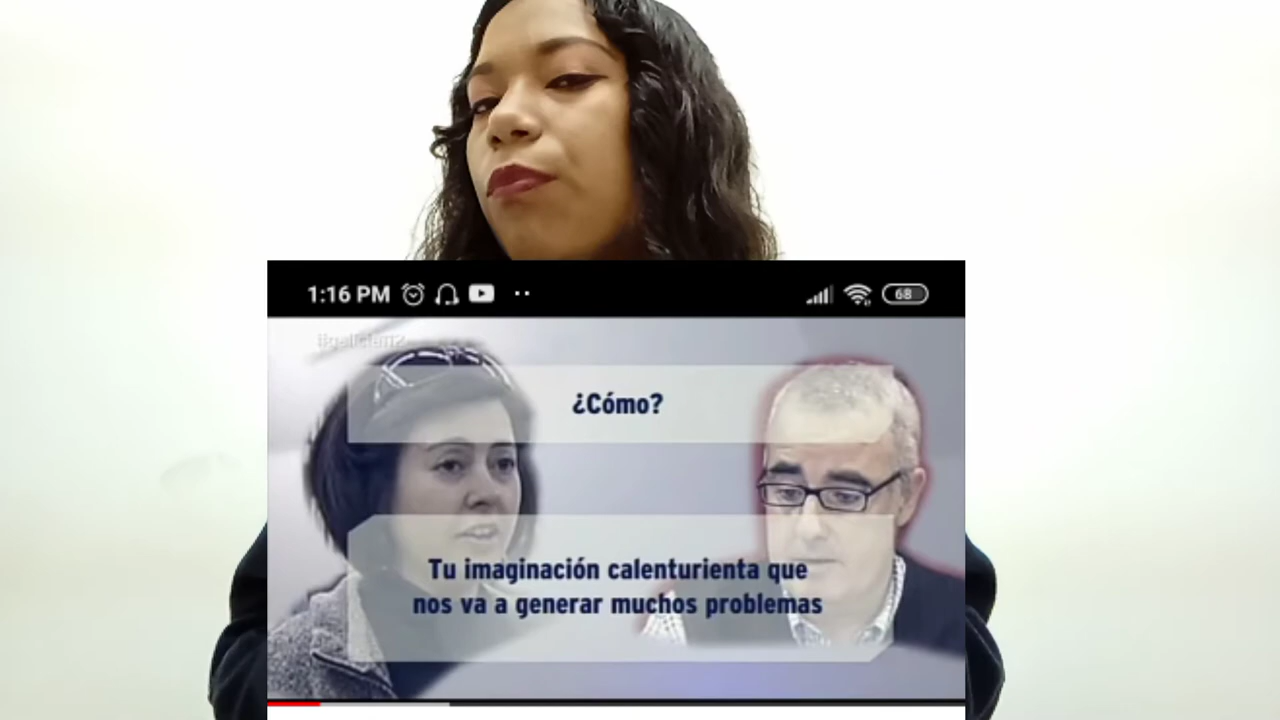 1:16 PM
68
¿Cómo?
Tu imaginación calenturienta que
nos va a generar muchos problemas